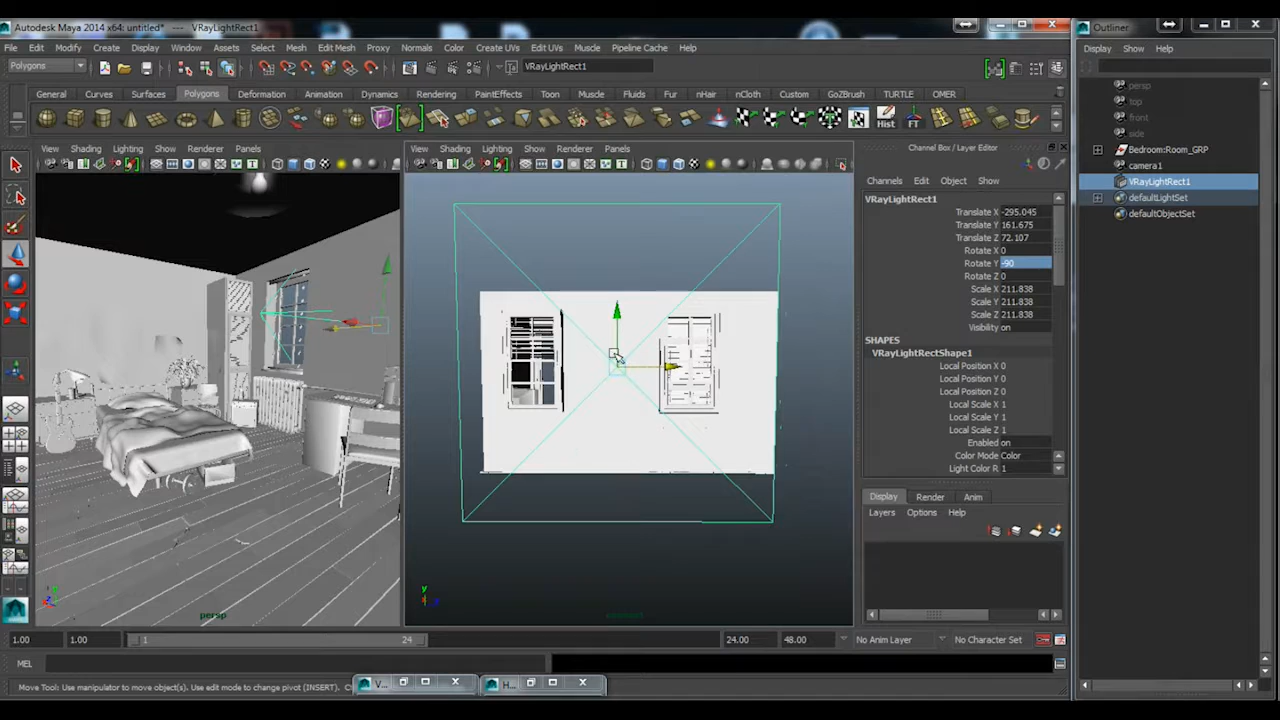 Autodesk Maya 2014 x64: untitled* --- VRayLightRect1
Outliner
File Edit Modify Create Display Window Assets Select Mesh Edit Mesh Proxy Normals Color Create UVs Edit UVs Muscle Pipeline Cache Help
Display Show Help
Polygons
VRayLightRect1
General Curves Surfaces Polygons Deformation Animation Dynamics Rendering PaintEffects Toon Muscle Fluids Fur nHair nCloth Custom GoZBrush TURTLE OMER
Hist FT
View Shading Lighting Show Renderer Panels
View Shading Lighting Show Renderer Panels
Channel Box / Layer Editor
Channels Edit Object Show
VRayLightRect1
Translate X -295.045
Translate Y 161.675
Translate Z 72.107
Rotate X 0
Rotate Y -90
Rotate Z 0
Scale X 211.838
Scale Y 211.838
Scale Z 211.838
Visibility on
SHAPES
VRayLightRectShape1
Local Position X 0
Local Position Y 0
Local Position Z 0
Local Scale X 1
Local Scale Y 1
Local Scale Z 1
Enabled on
Color Mode Color
Light Color R 1
Display Render Anim
Layers Options Help
persp
top
front
side
Bedroom:Room_GRP
camera1
VRayLightRect1
defaultLightSet
defaultObjectSet
persp
1.00 1.00 1 24 24.00 48.00 No Anim Layer No Character Set
MEL
Move Tool: Use manipulator to move object(s). Use edit mode to change pivot (INSERT).
V...
H...